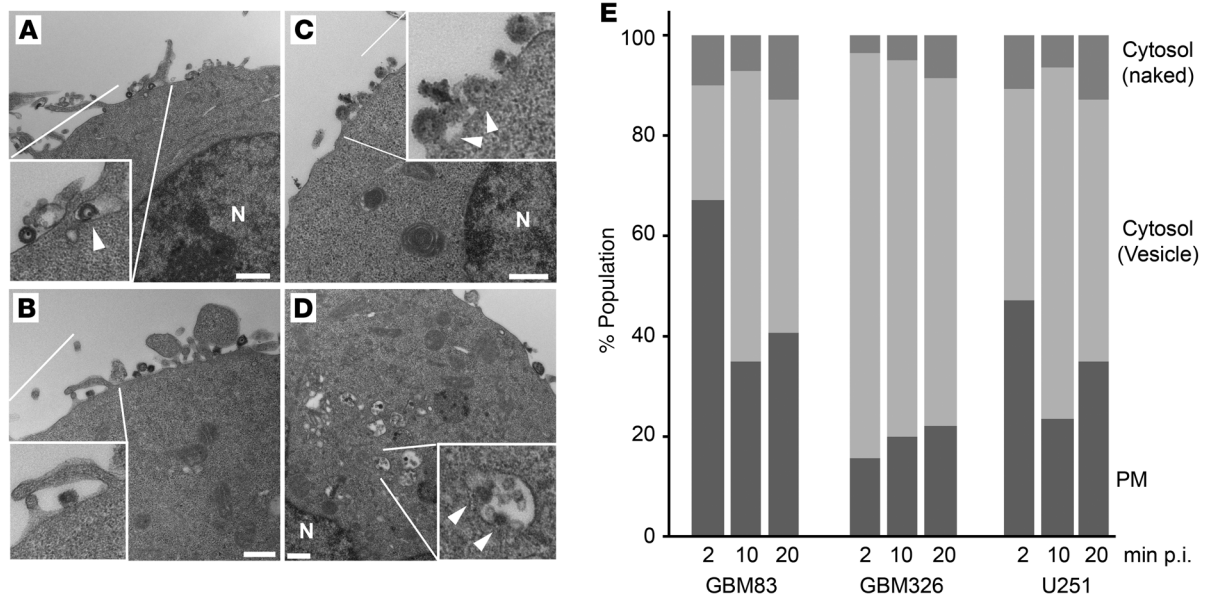 A
N
B
C
N
D
N
E
% Population
100
80
60
40
20
0
Cytosol
(naked)
Cytosol
(Vesicle)
PM
2 10 20 2 10 20 2 10 20 min p.i.
GBM83 GBM326 U251